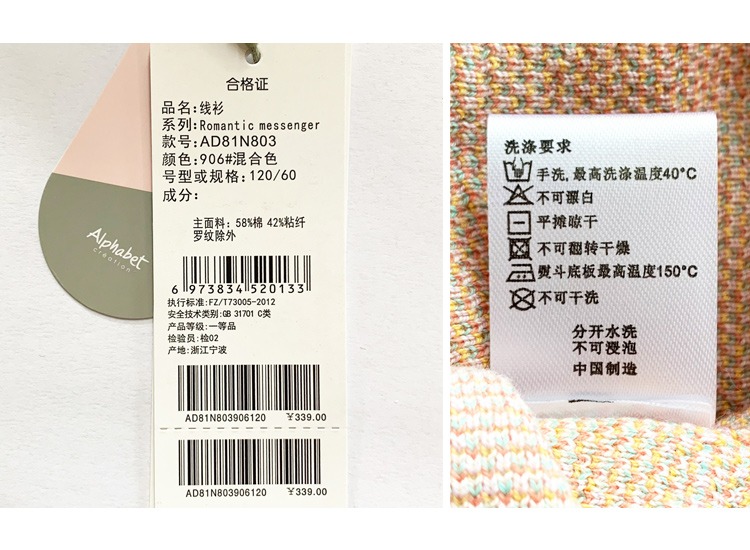 合格证
品名:线衫
系列:Romantic messenger
款号:AD81N803
颜色:906#混合色
号型或规格:120/60
成分:
主面料: 58%棉 42%粘纤
罗纹除外
6 973834 520133
执行标准:FZ/T73005-2012
安全技术类别:GB 31701 C类
产品等级:一等品
检验员:检02
产地:浙江宁波
AD81N803906120 ￥339.00
AD81N803906120 ￥339.00
Alphabet
creation
洗涤要求
手洗,最高洗涤温度40°C
不可漂白
平摊晾干
不可翻转干燥
熨斗底板最高温度150°C
不可干洗
分开水洗
不可浸泡
中国制造